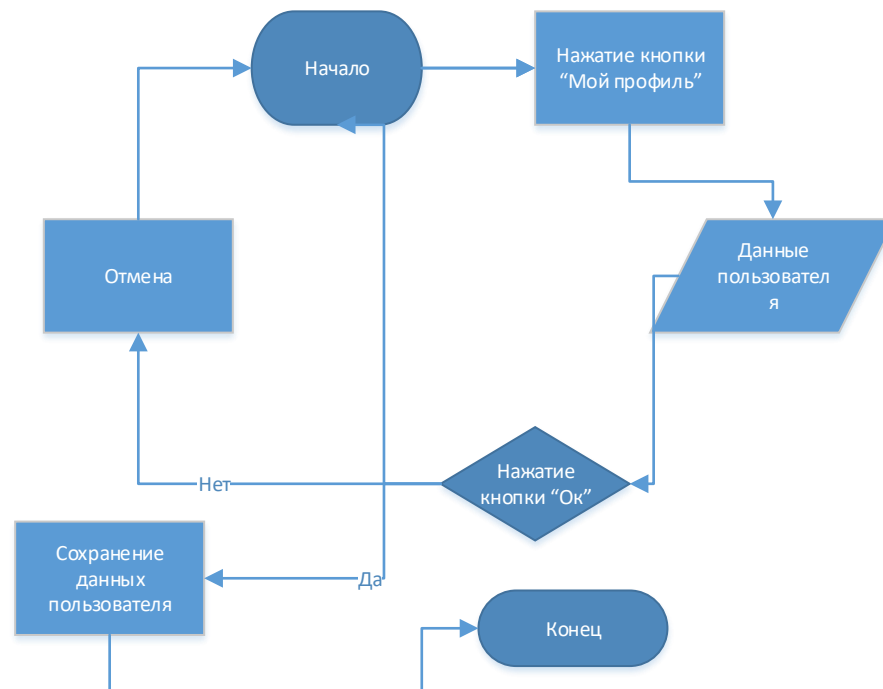 Начало
Нажатие кнопки
“Мой профиль”
Данные
пользовател
я
Отмена
Нажатие
кнопки “Ок”
Нет
Сохранение
данных
пользователя
Да
Конец